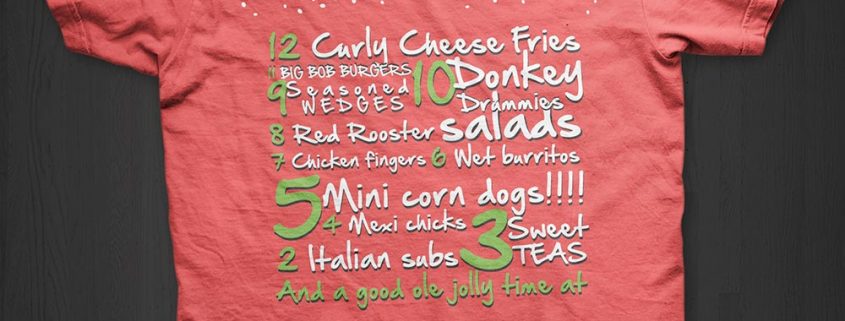 12 Curly Cheese Fries
11 BIG BOB BURGERS
10 Donkey
Drummies
9 Seasoned
WEDGES
8 Red Rooster salads
7 Chicken fingers 6 Wet burritos
5 Mini corn dogs!!!!
4 Mexi chicks 3 Sweet
TEAS
2 Italian subs
And a good ole jolly time at